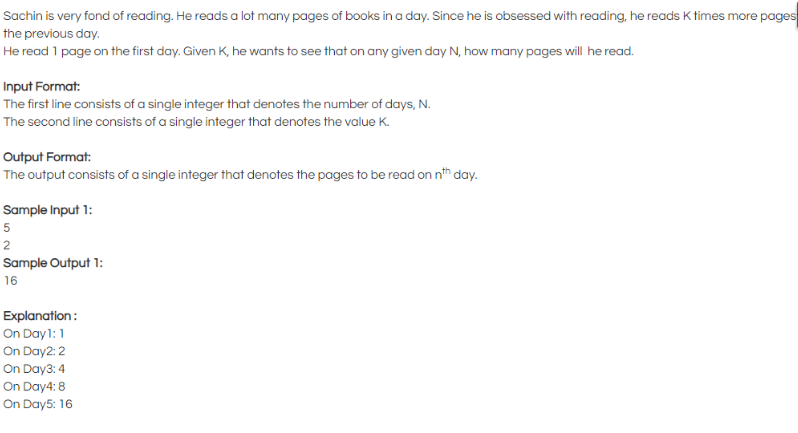 Sachin is very fond of reading. He reads a lot many pages of books in a day. Since he is obsessed with reading, he reads K times more pages
the previous day.
He read 1 page on the first day. Given K, he wants to see that on any given day N, how many pages will he read.
Input Format:
The first line consists of a single integer that denotes the number of days, N.
The second line consists of a single integer that denotes the value K.
Output Format:
The output consists of a single integer that denotes the pages to be read on nth day.
Sample Input 1:
5
2
Sample Output 1:
16
Explanation :
On Day1: 1
On Day2: 2
On Day3: 4
On Day4: 8
On Day5: 16